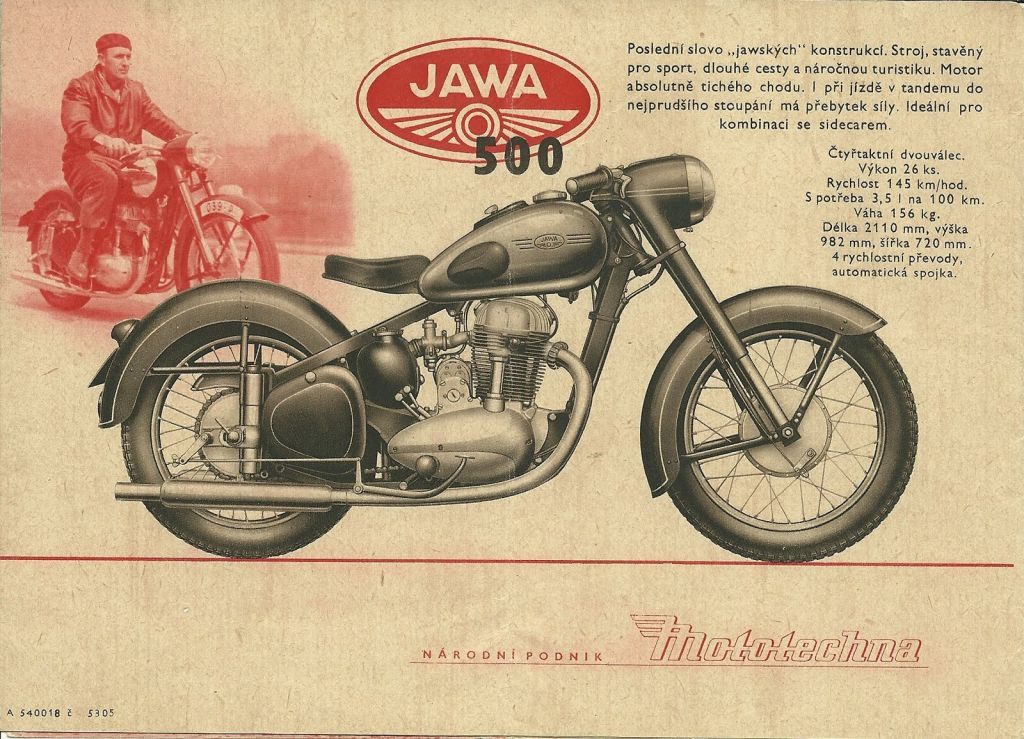 JAWA
500
Poslední slovo „jawských“ konstrukcí. Stroj, stavěný
pro sport, dlouhé cesty a náročnou turistiku. Motor
absolutně tichého chodu. I při jízdě v tandemu do
nejprudšího stoupání má přebytek síly. Ideální pro
kombinaci se sidecarem.
Čtyřtaktní dvouválec.
Výkon 26 ks.
Rychlost 145 km/hod.
Spotřeba 3,5 l na 100 km.
Váha 156 kg.
Délka 2110 mm, výška
982 mm, šířka 720 mm.
4 rychlostní převody,
automatická spojka.
JAWA
NÁRODNÍ PODNIK
Mototechna
A 540018 č 5305